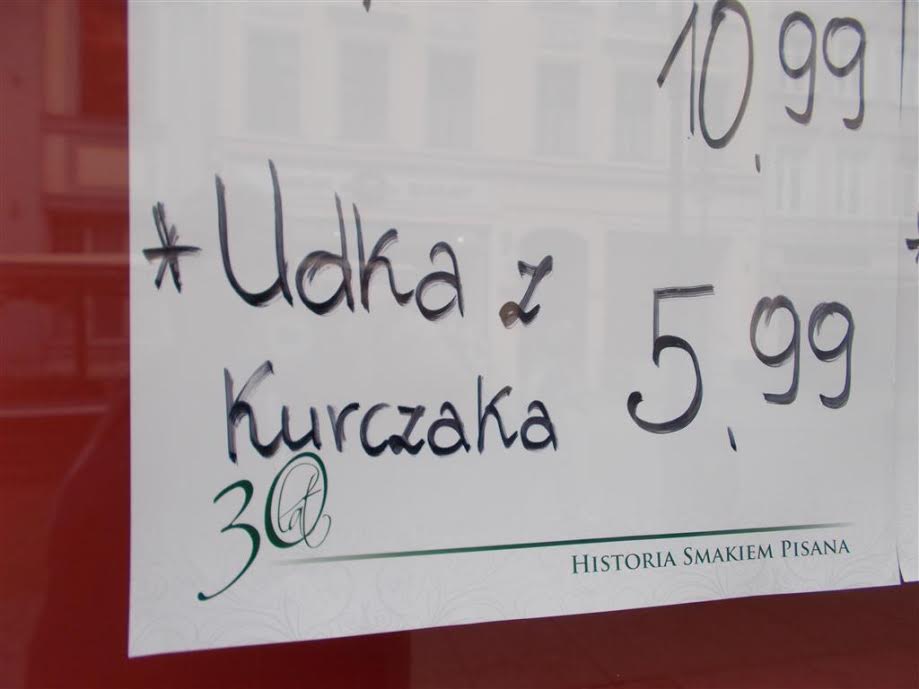 10,99
* Udka z
Kurczaka 5,99
30 lat
HISTORIA SMAKIEM PISANA